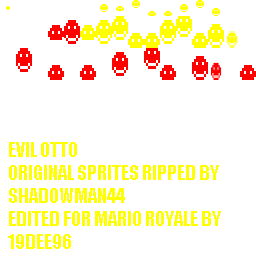 EVIL OTTO
ORIGINAL SPRITES RIPPED BY
SHADOWMAN44
EDITED FOR MARIO ROYALE BY
19DEE96